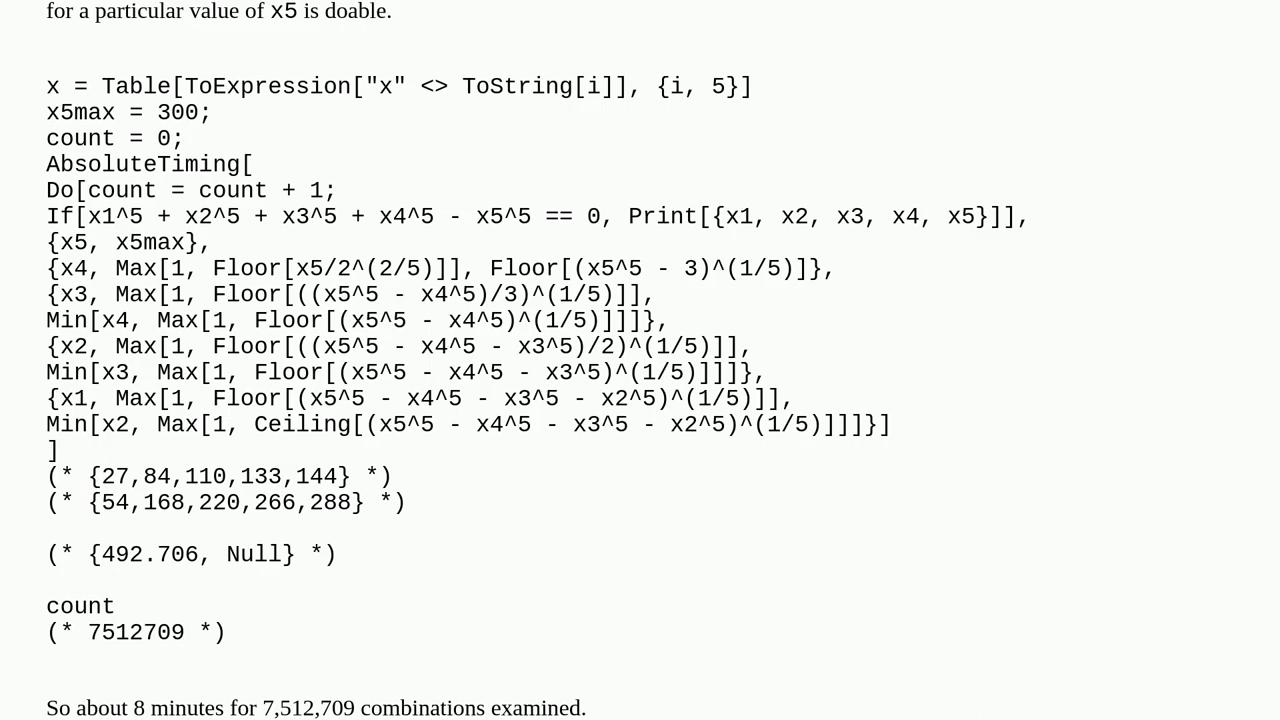 for a particular value of x5 is doable.
x = Table[ToExpression["x" <> ToString[i]], {i, 5}]
x5max = 300;
count = 0;
AbsoluteTiming[
Do[count = count + 1;
If[x1^5 + x2^5 + x3^5 + x4^5 - x5^5 == 0, Print[{x1, x2, x3, x4, x5}]],
{x5, x5max},
{x4, Max[1, Floor[x5/2^(2/5)]], Floor[(x5^5 - 3)^(1/5)]},
{x3, Max[1, Floor[((x5^5 - x4^5)/3)^(1/5)]],
Min[x4, Max[1, Floor[(x5^5 - x4^5)^(1/5)]]]},
{x2, Max[1, Floor[((x5^5 - x4^5 - x3^5)/2)^(1/5)]],
Min[x3, Max[1, Floor[(x5^5 - x4^5 - x3^5)^(1/5)]]]},
{x1, Max[1, Floor[(x5^5 - x4^5 - x3^5 - x2^5)^(1/5)]],
Min[x2, Max[1, Ceiling[(x5^5 - x4^5 - x3^5 - x2^5)^(1/5)]]]}]
]
(* {27,84,110,133,144} *)
(* {54,168,220,266,288} *)
(* {492.706, Null} *)
count
(* 7512709 *)
So about 8 minutes for 7,512,709 combinations examined.